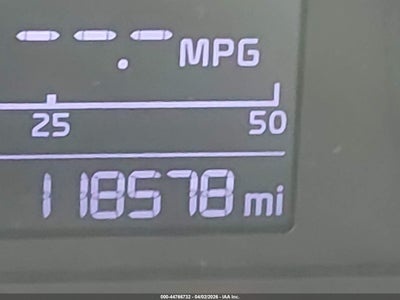 --.- MPG
25 50
118578 mi
000-44766732 - 04/02/2026 - IAA Inc.